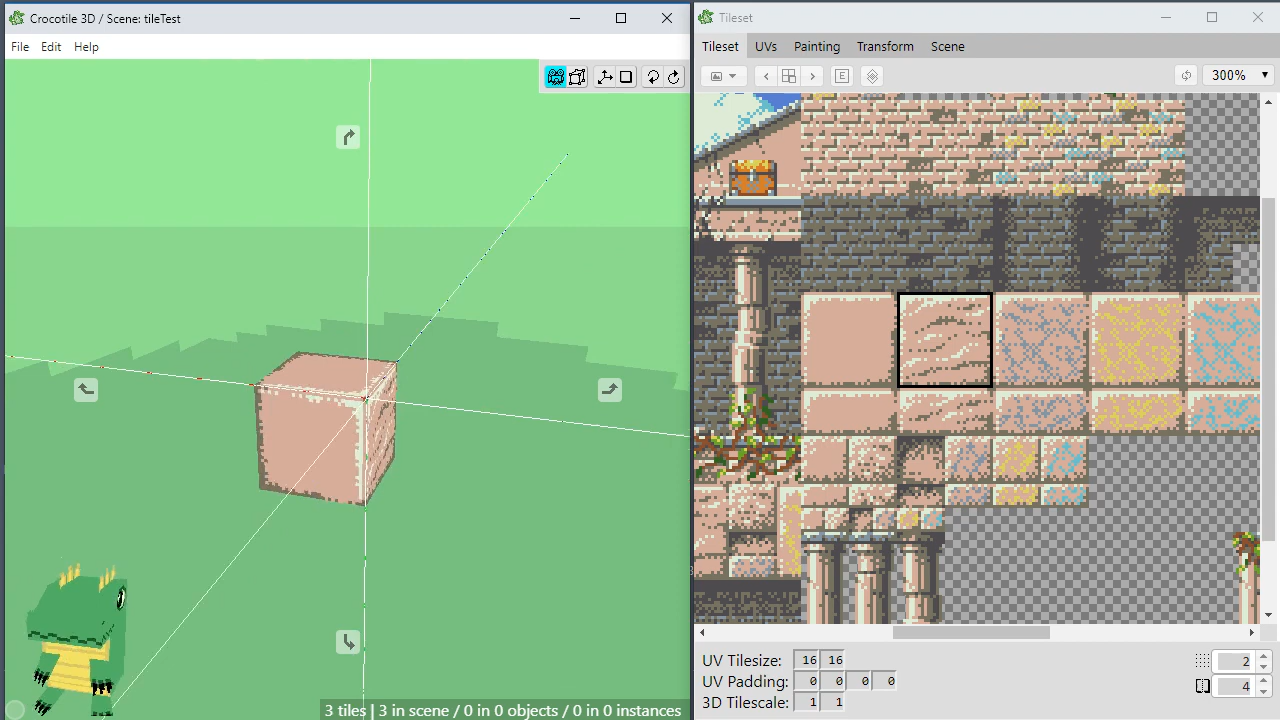 Crocotile 3D / Scene: tileTest
File Edit Help
3 tiles | 3 in scene / 0 in 0 objects / 0 in 0 instances
Tileset
Tileset UVs Painting Transform Scene
E 300%
UV Tilesize: 16 16
UV Padding: 0 0 0 0
3D Tilescale: 1 1
2
4